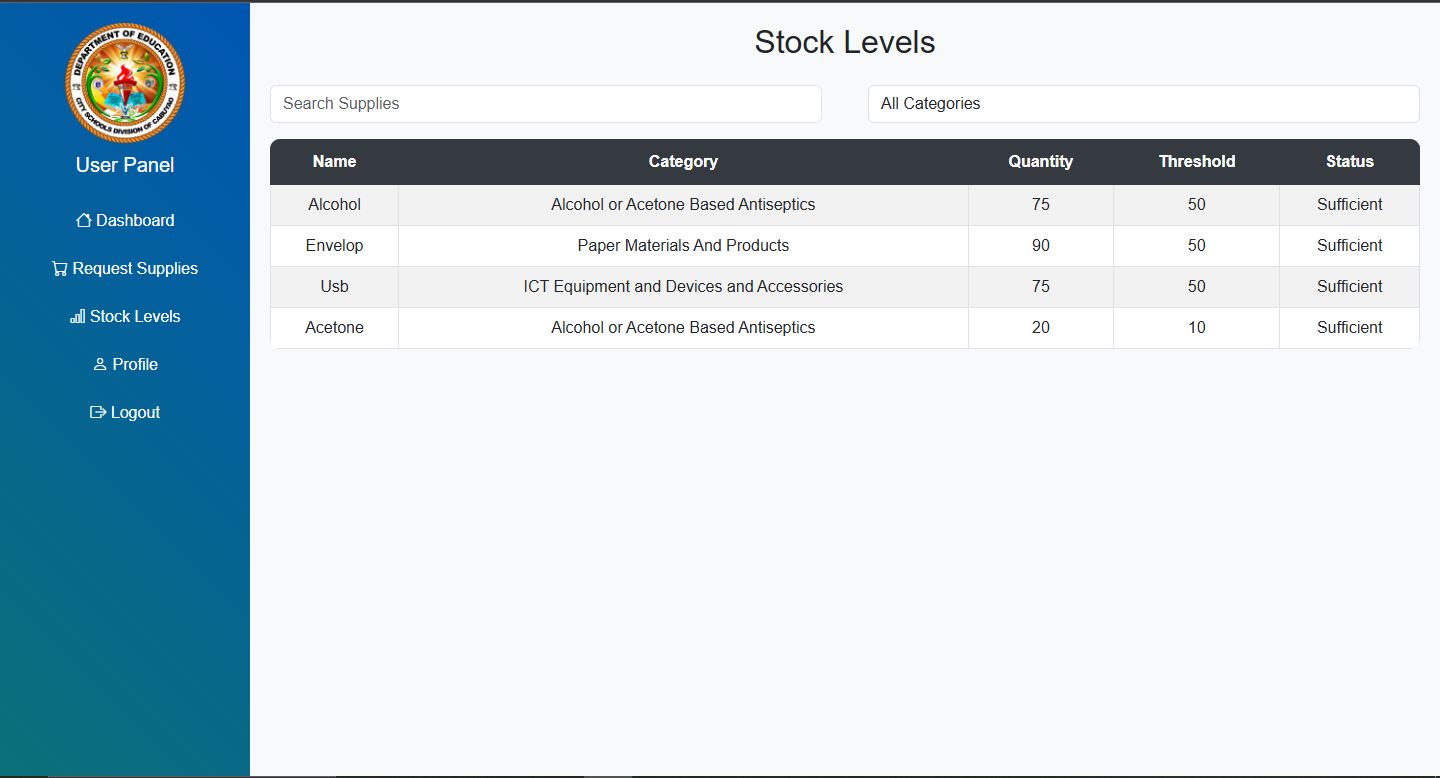 DEPARTMENT OF EDUCATION
CITY SCHOOLS DIVISION OF CABUYAO
User Panel
Dashboard
Request Supplies
Stock Levels
Profile
Logout
Stock Levels
Search Supplies All Categories
Name Category Quantity Threshold Status
Alcohol Alcohol or Acetone Based Antiseptics 75 50 Sufficient
Envelop Paper Materials And Products 90 50 Sufficient
Usb ICT Equipment and Devices and Accessories 75 50 Sufficient
Acetone Alcohol or Acetone Based Antiseptics 20 10 Sufficient